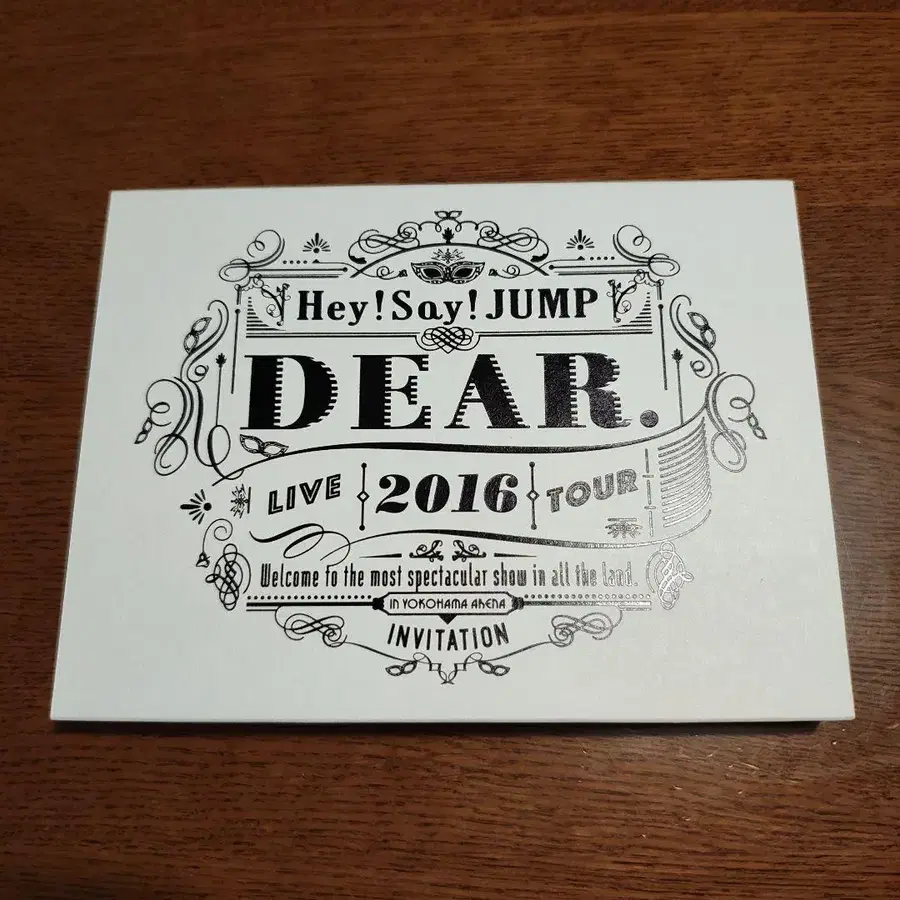 Hey!Say!JUMP
DEAR.
LIVE 2016 TOUR
Welcome to the most spectacular show in all the land.
IN YOKOHAMA ARENA
INVITATION